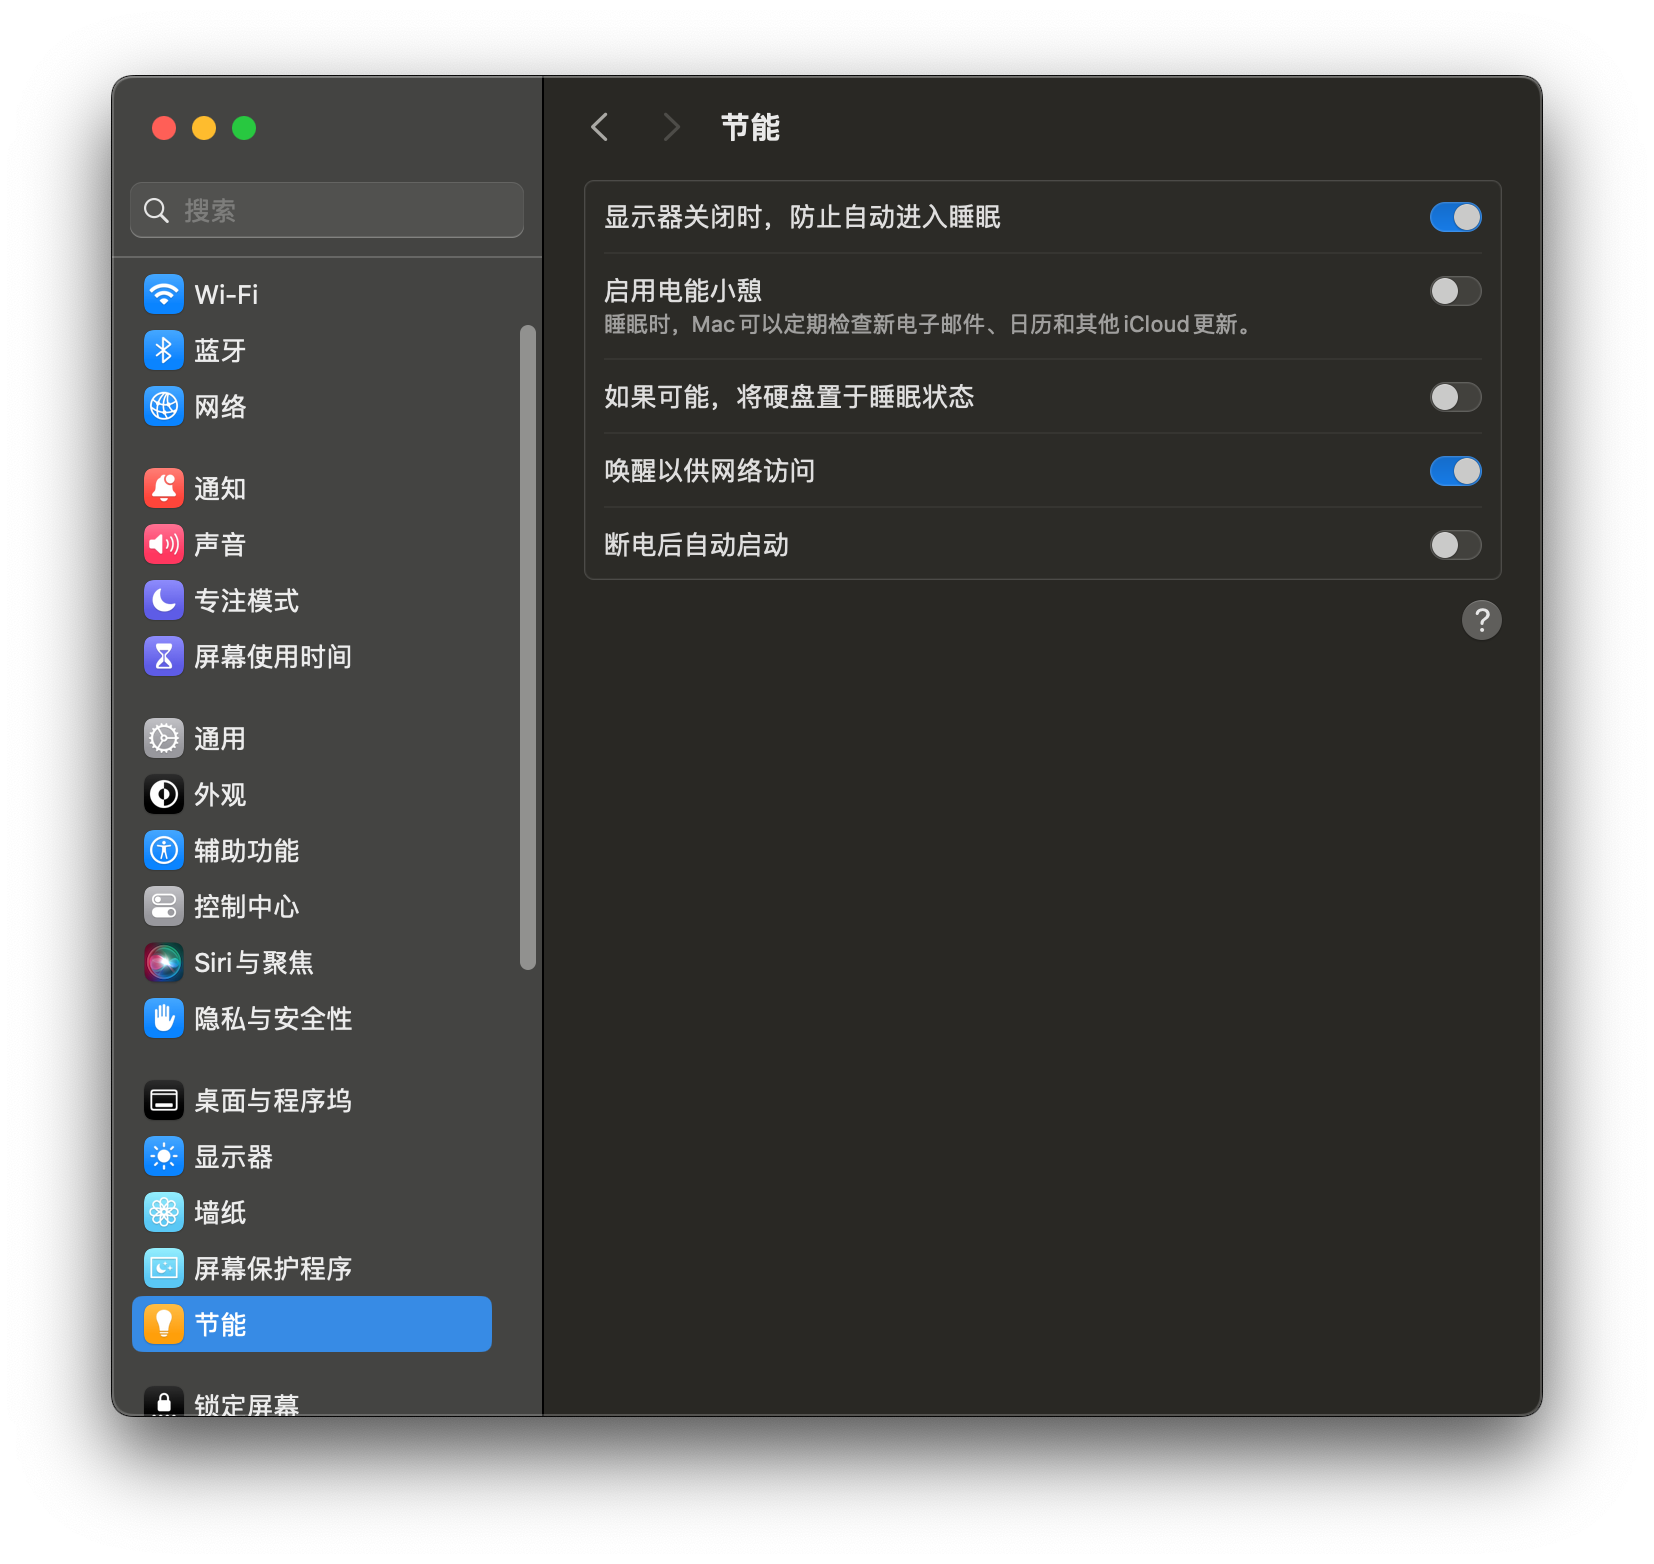 搜索
Wi-Fi
蓝牙
网络
通知
声音
专注模式
屏幕使用时间
通用
外观
辅助功能
控制中心
Siri与聚焦
隐私与安全性
桌面与程序坞
显示器
墙纸
屏幕保护程序
节能
锁定屏幕
节能
显示器关闭时，防止自动进入睡眠
启用电能小憩
睡眠时，Mac可以定期检查新电子邮件、日历和其他iCloud更新。
如果可能，将硬盘置于睡眠状态
唤醒以供网络访问
断电后自动启动
?